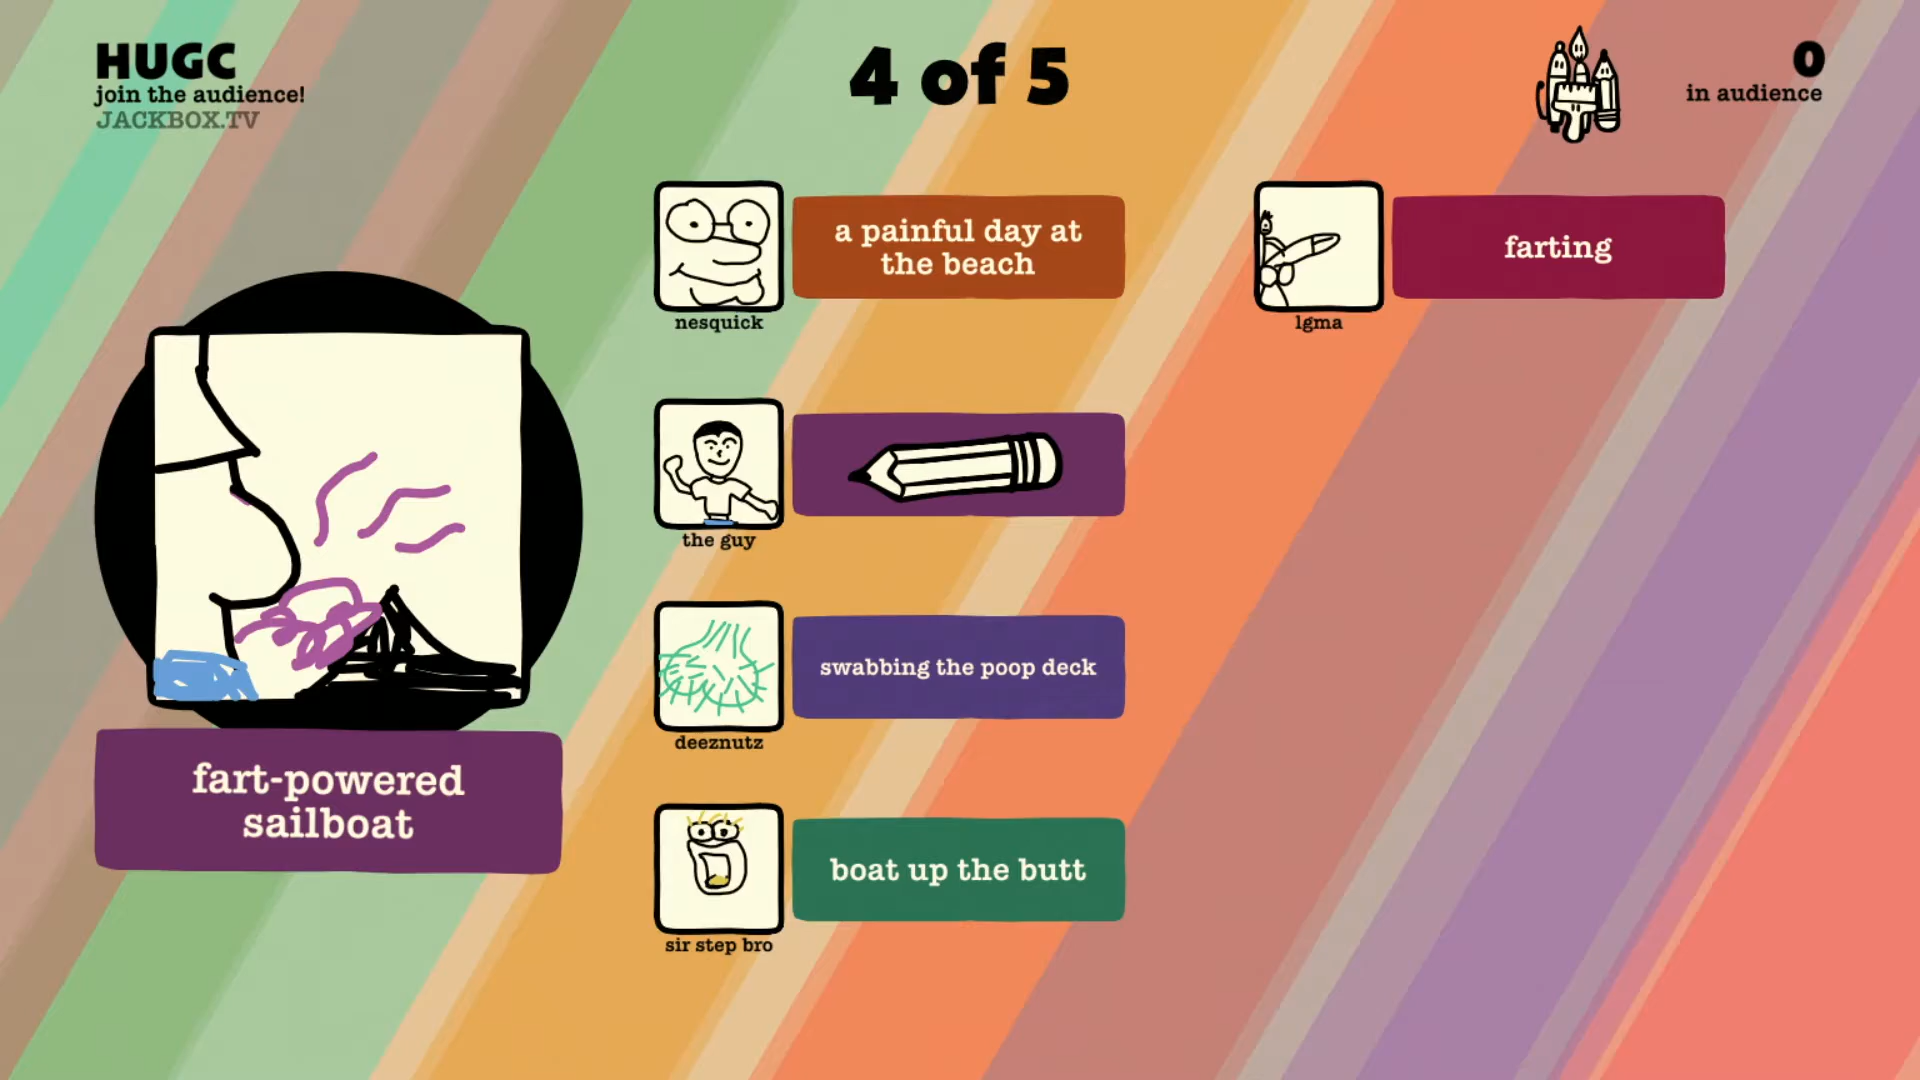 HUGC
join the audience!
JACKBOX.TV
4 of 5
0
in audience
a painful day at
the beach
nesquick
farting
lgma
the guy
swabbing the poop deck
deeznutz
fart-powered
sailboat
boat up the butt
sir step bro